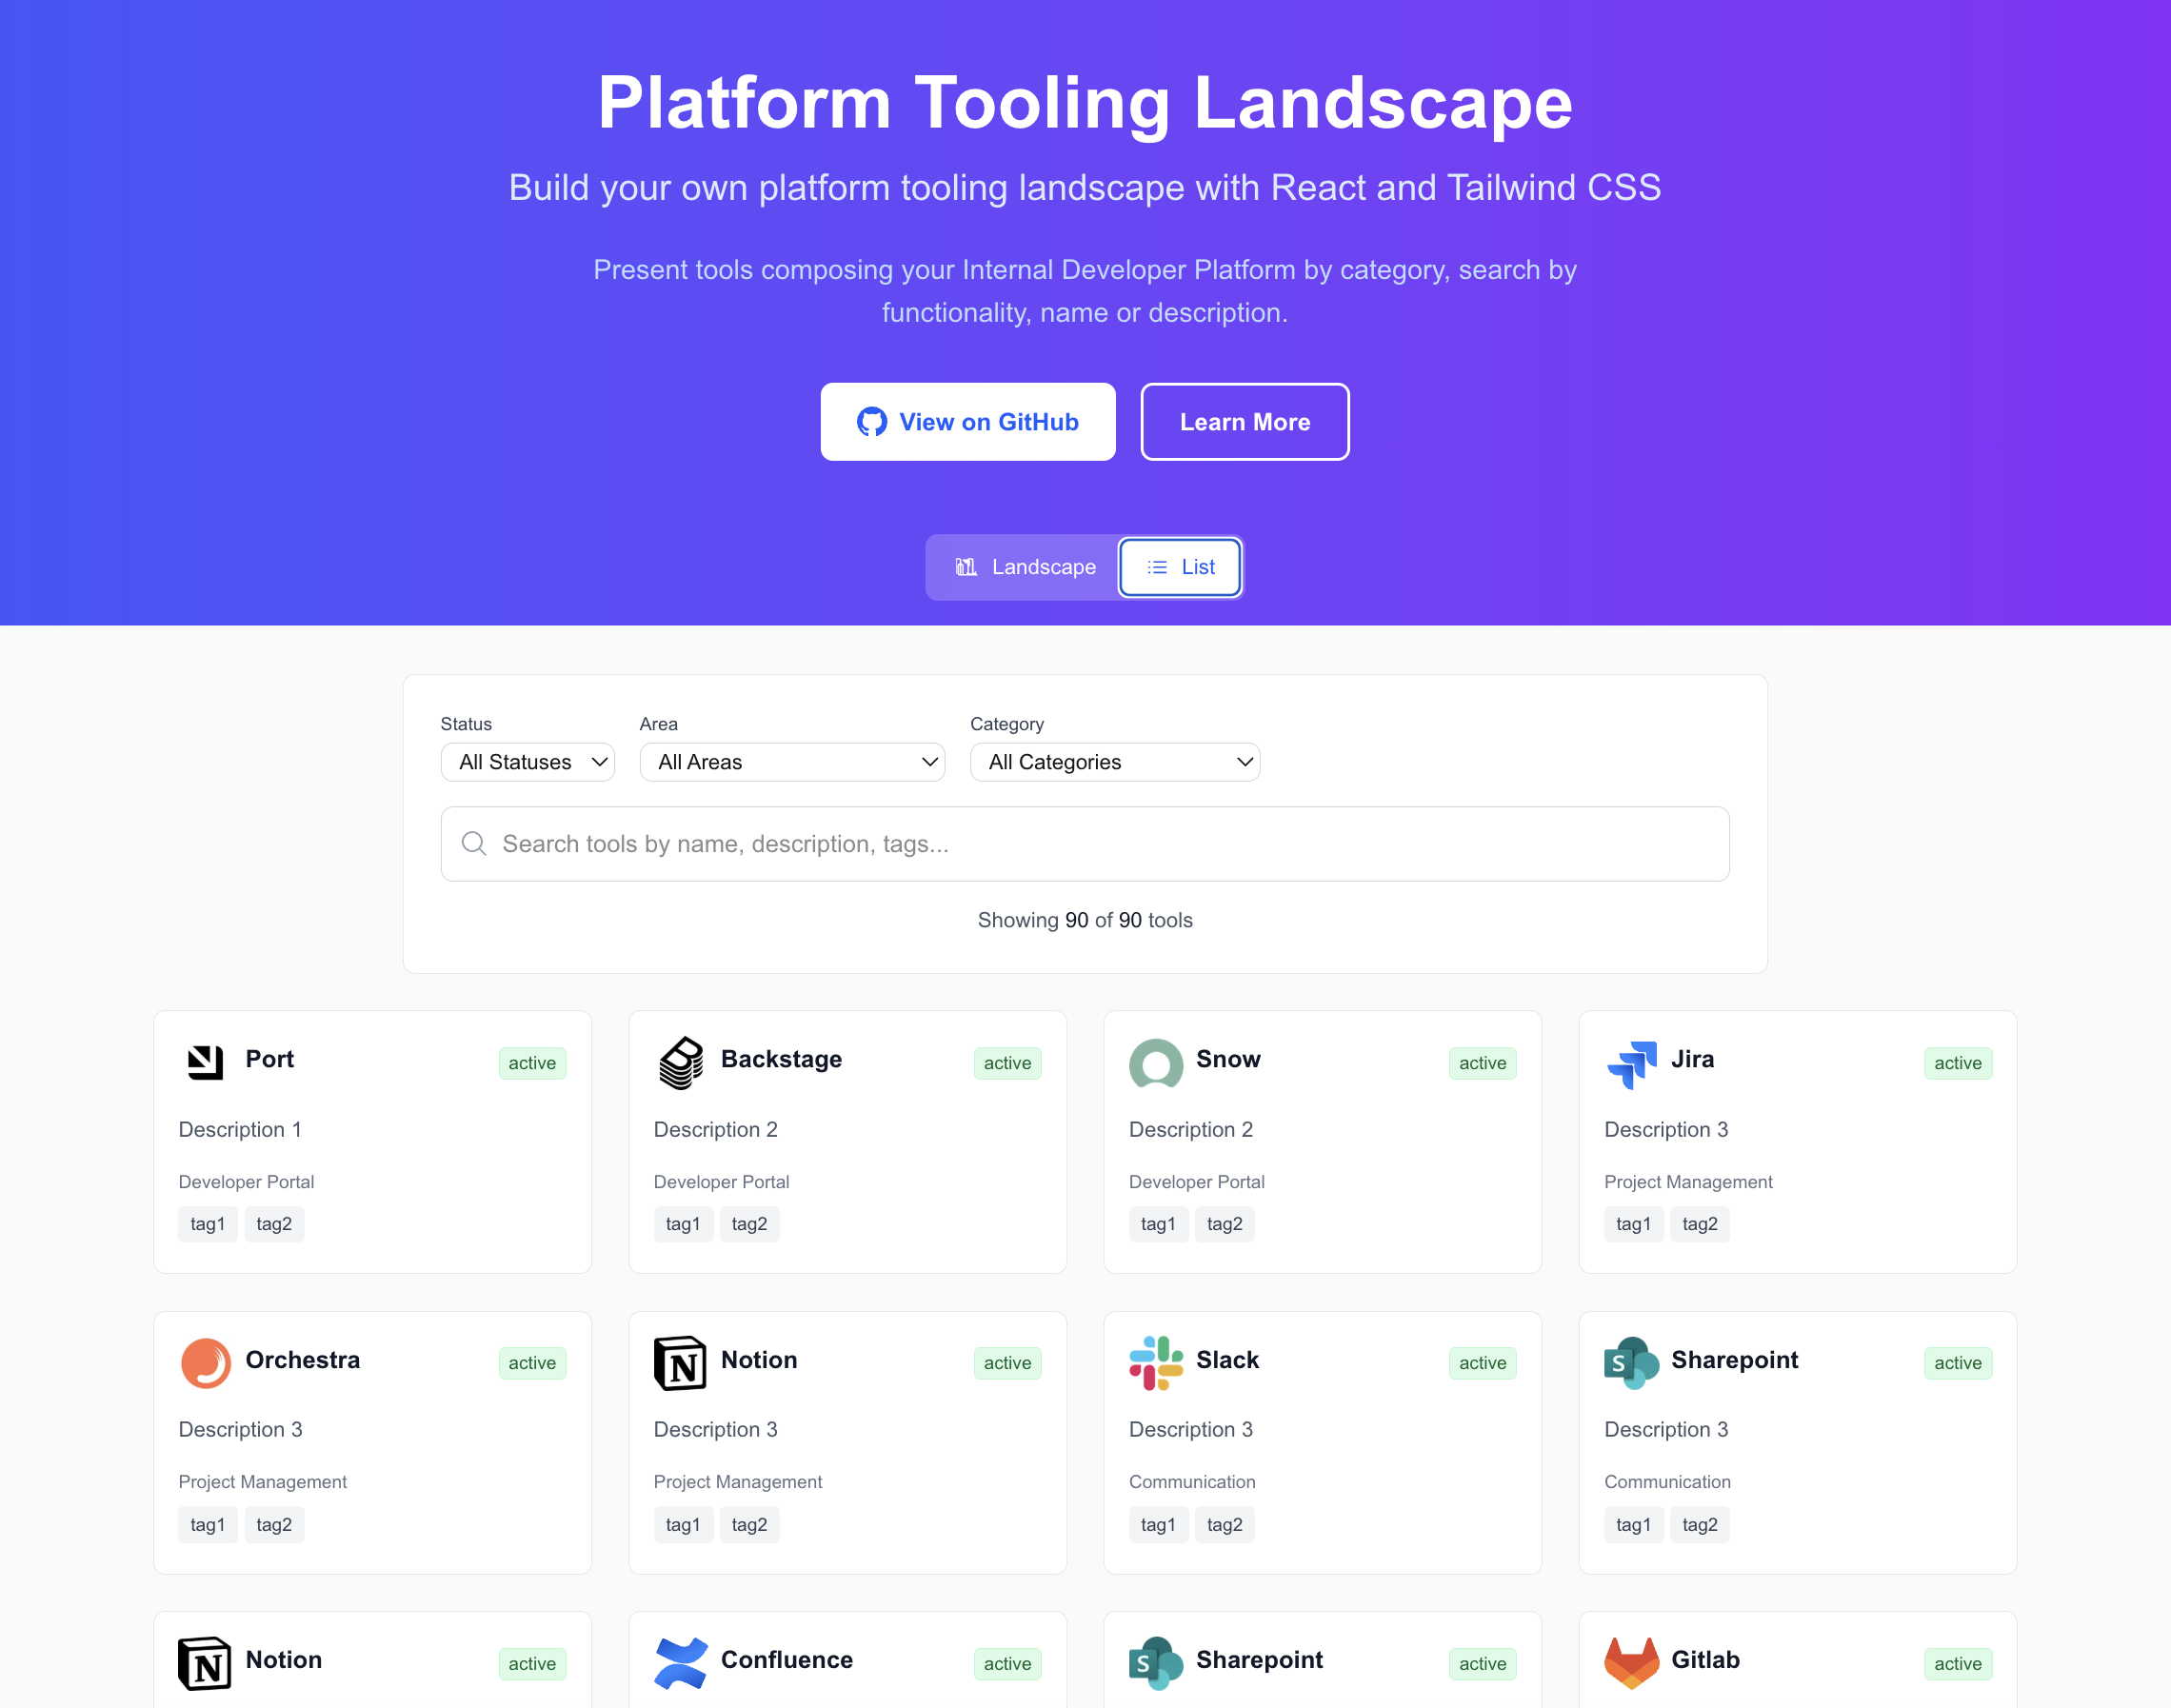 Platform Tooling Landscape
Build your own platform tooling landscape with React and Tailwind CSS
Present tools composing your Internal Developer Platform by category, search by
functionality, name or description.
View on GitHub
Learn More
Landscape
List
Status
Area
Category
All Statuses
All Areas
All Categories
Search tools by name, description, tags...
Showing 90 of 90 tools
Port
active
Description 1
Developer Portal
tag1 tag2
Backstage
active
Description 2
Developer Portal
tag1 tag2
Snow
active
Description 2
Developer Portal
tag1 tag2
Jira
active
Description 3
Project Management
tag1 tag2
Orchestra
active
Description 3
Project Management
tag1 tag2
N
Notion
active
Description 3
Project Management
tag1 tag2
Slack
active
Description 3
Communication
tag1 tag2
S
Sharepoint
active
Description 3
Communication
tag1 tag2
N
Notion
active
Confluence
active
S
Sharepoint
active
Gitlab
active